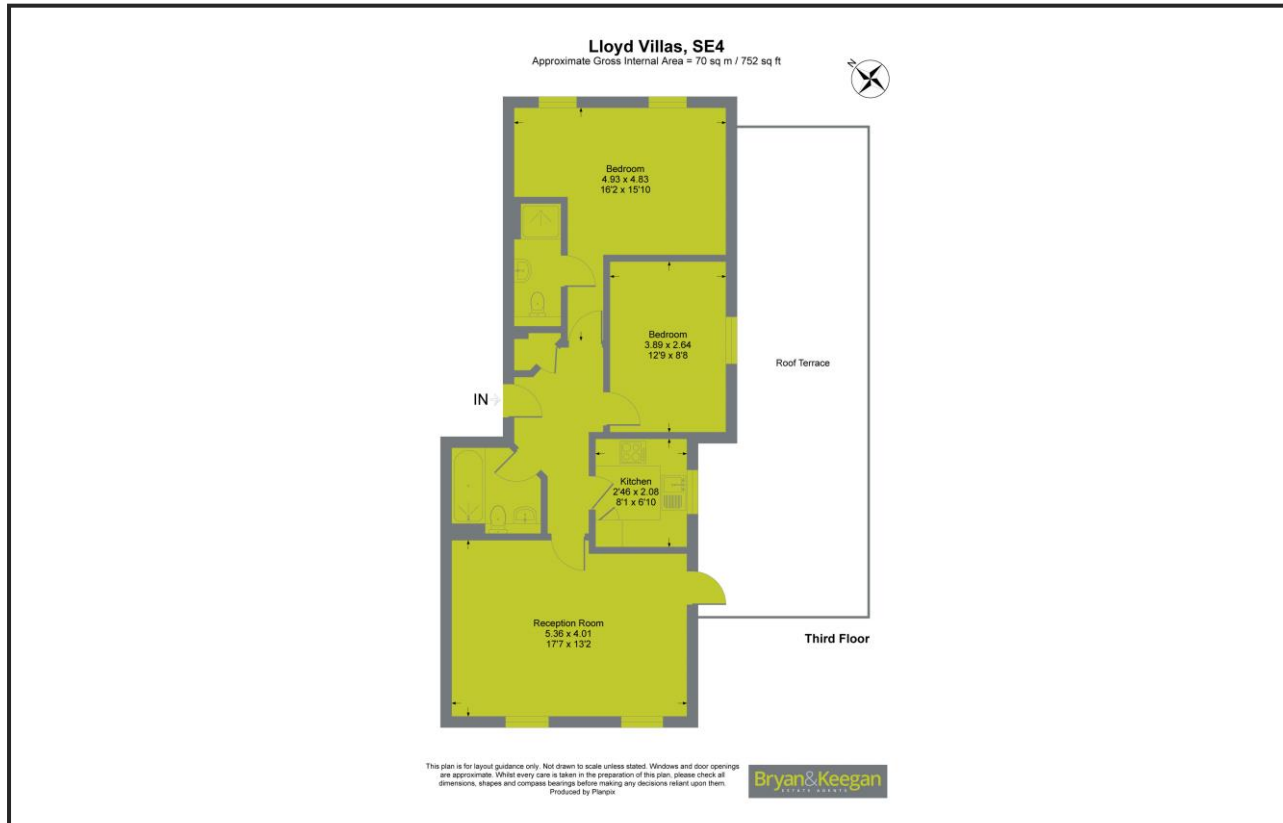 Lloyd Villas, SE4
Approximate Gross Internal Area = 70 sq m / 752 sq ft
N
Bedroom
4.93 x 4.83
16'2 x 15'10
Bedroom
3.89 x 2.64
12'9 x 8'8
Roof Terrace
IN
Kitchen
2'46 x 2.08
8'1 x 6'10
Reception Room
5.36 x 4.01
17'7 x 13'2
Third Floor
This plan is for layout guidance only. Not drawn to scale unless stated. Windows and door openings
are approximate. Whilst every care is taken in the preparation of this plan, please check all
dimensions, shapes and compass bearings before making any decisions reliant upon them.
Produced by Planpix
Bryan&Keegan
ESTATE AGENTS